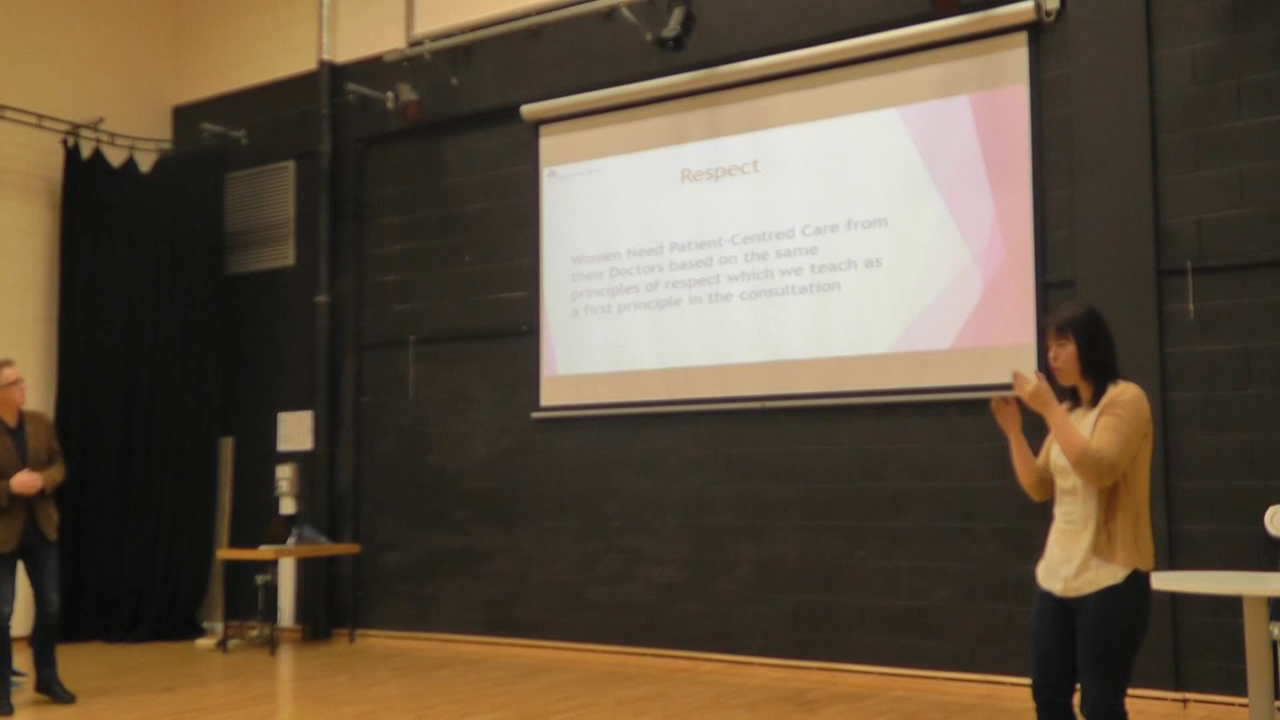 Respect
Women Need Patient-Centred Care from
their Doctors based on the same
principles of respect which we teach as
a first principle in the consultation